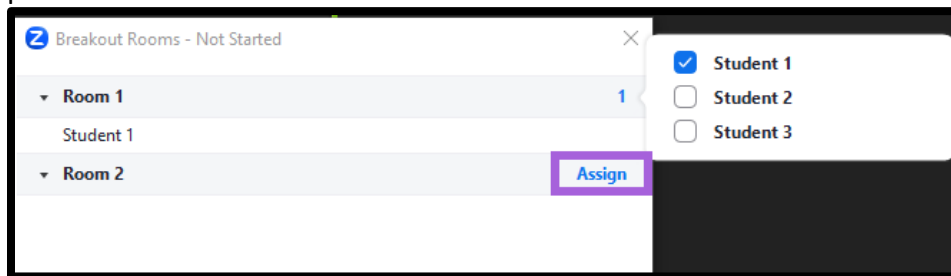 Breakout Rooms - Not Started
Room 1 1
Student 1
Room 2 Assign
Student 1
Student 2
Student 3